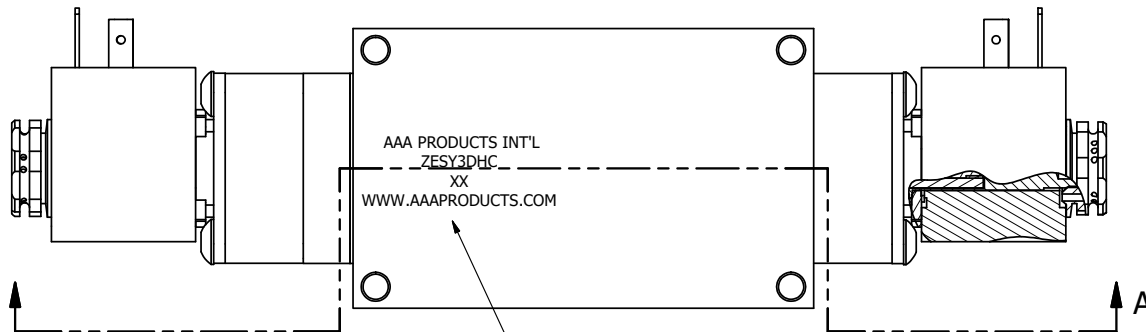 AAA PRODUCTS INT'L
ZESY3DHC
XX
WWW.AAAPRODUCTS.COM
A